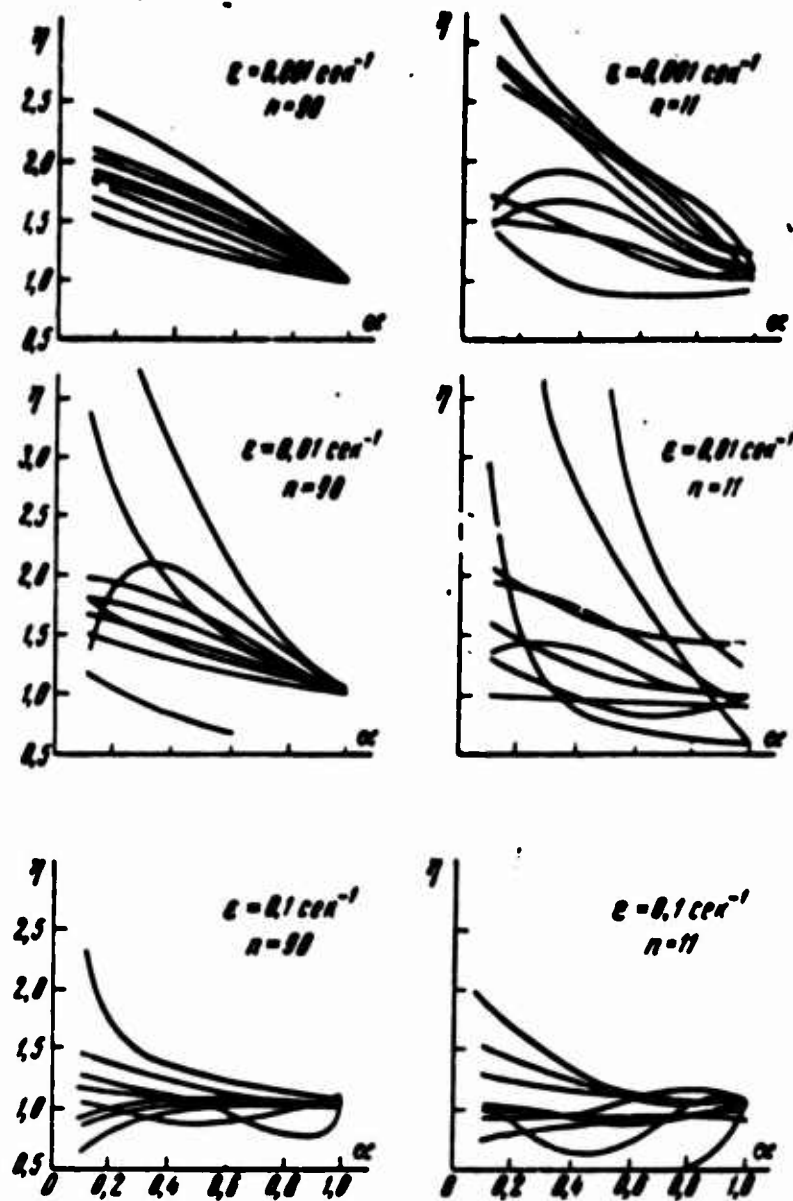 η
ε = 0,001 сек⁻¹
n = 90
2,5
2,0
1,5
1,0
0,5
α
η
ε = 0,001 сек⁻¹
n = 11
α
η
ε = 0,01 сек⁻¹
n = 90
3,0
2,5
2,0
1,5
1,0
0,5
α
η
ε = 0,01 сек⁻¹
n = 11
α
η
ε = 0,1 сек⁻¹
n = 90
2,5
2,0
1,5
1,0
0,5
α
0 0,2 0,4 0,6 0,8 1,0
η
ε = 0,1 сек⁻¹
n = 11
α
0 0,2 0,4 0,6 0,8 1,0